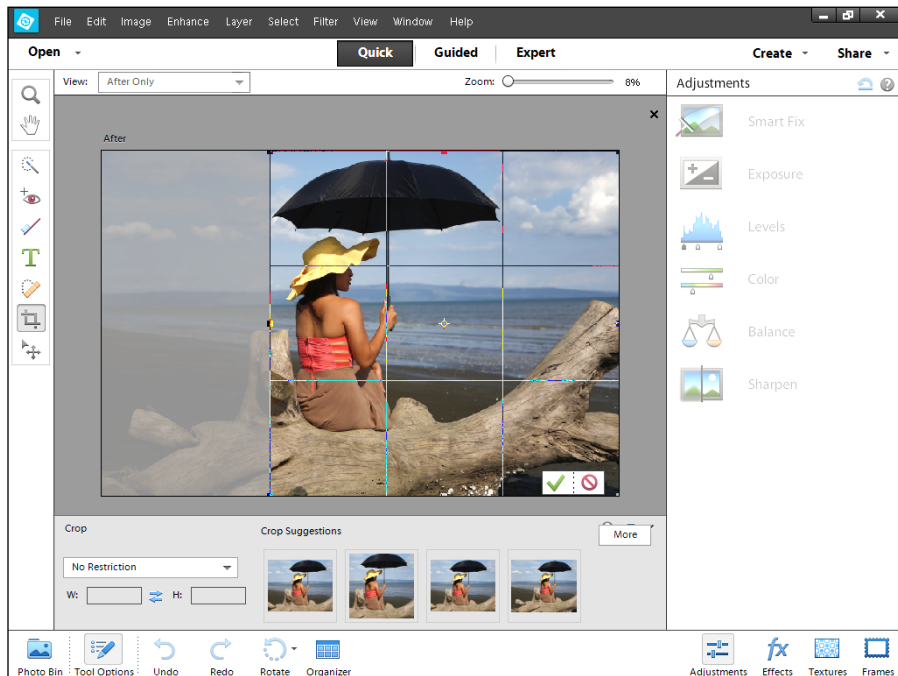 File Edit Image Enhance Layer Select Filter View Window Help
Open Quick Guided Expert Create Share
View: After Only Zoom: 8% Adjustments
After
Smart Fix
Exposure
Levels
Color
Balance
Sharpen
Crop Crop Suggestions More
No Restriction
W: H:
Photo Bin Tool Options Undo Redo Rotate Organizer Adjustments Effects Textures Frames